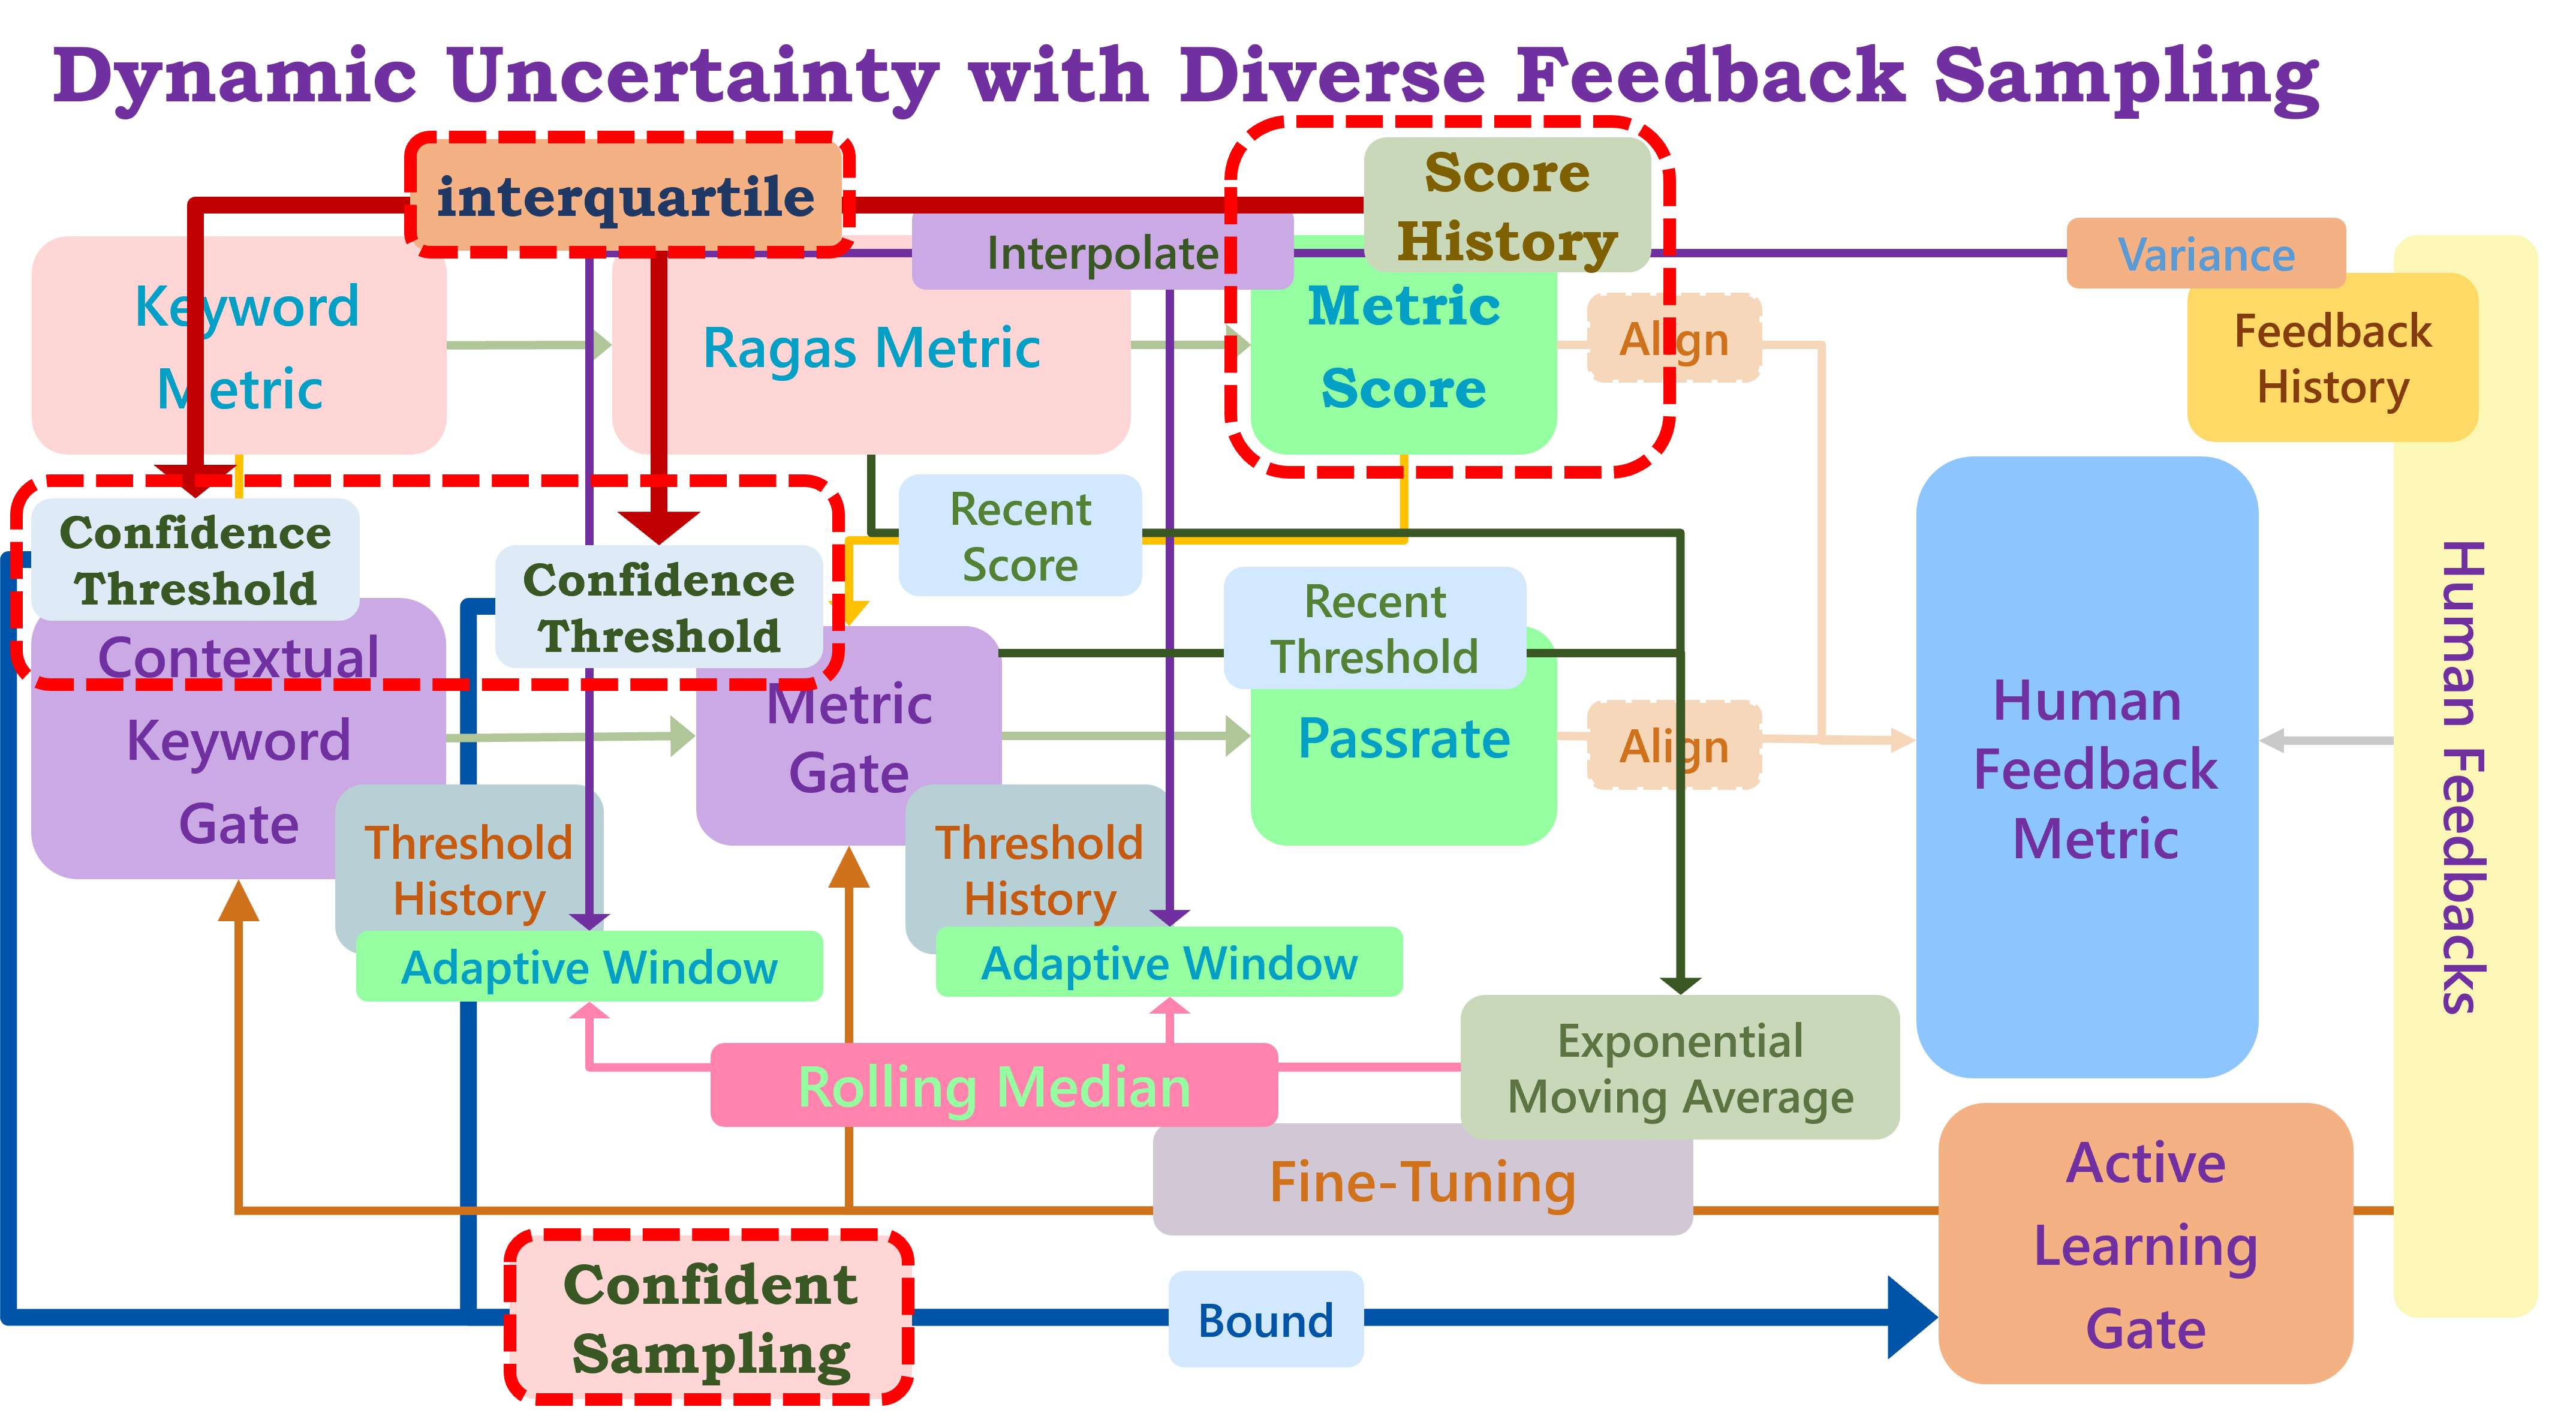 Dynamic Uncertainty with Diverse Feedback Sampling
interquartile
Score
History
Interpolate
Variance
Keyword
Metric
Ragas Metric
Metric
Score
Align
Feedback
History
Confidence
Threshold
Confidence
Threshold
Recent
Score
Recent
Threshold
Contextual
Keyword
Gate
Metric
Gate
Passrate
Align
Human
Feedback
Metric
Human Feedbacks
Threshold
History
Threshold
History
Adaptive Window
Adaptive Window
Rolling Median
Exponential
Moving Average
Fine-Tuning
Active
Learning
Gate
Confident
Sampling
Bound